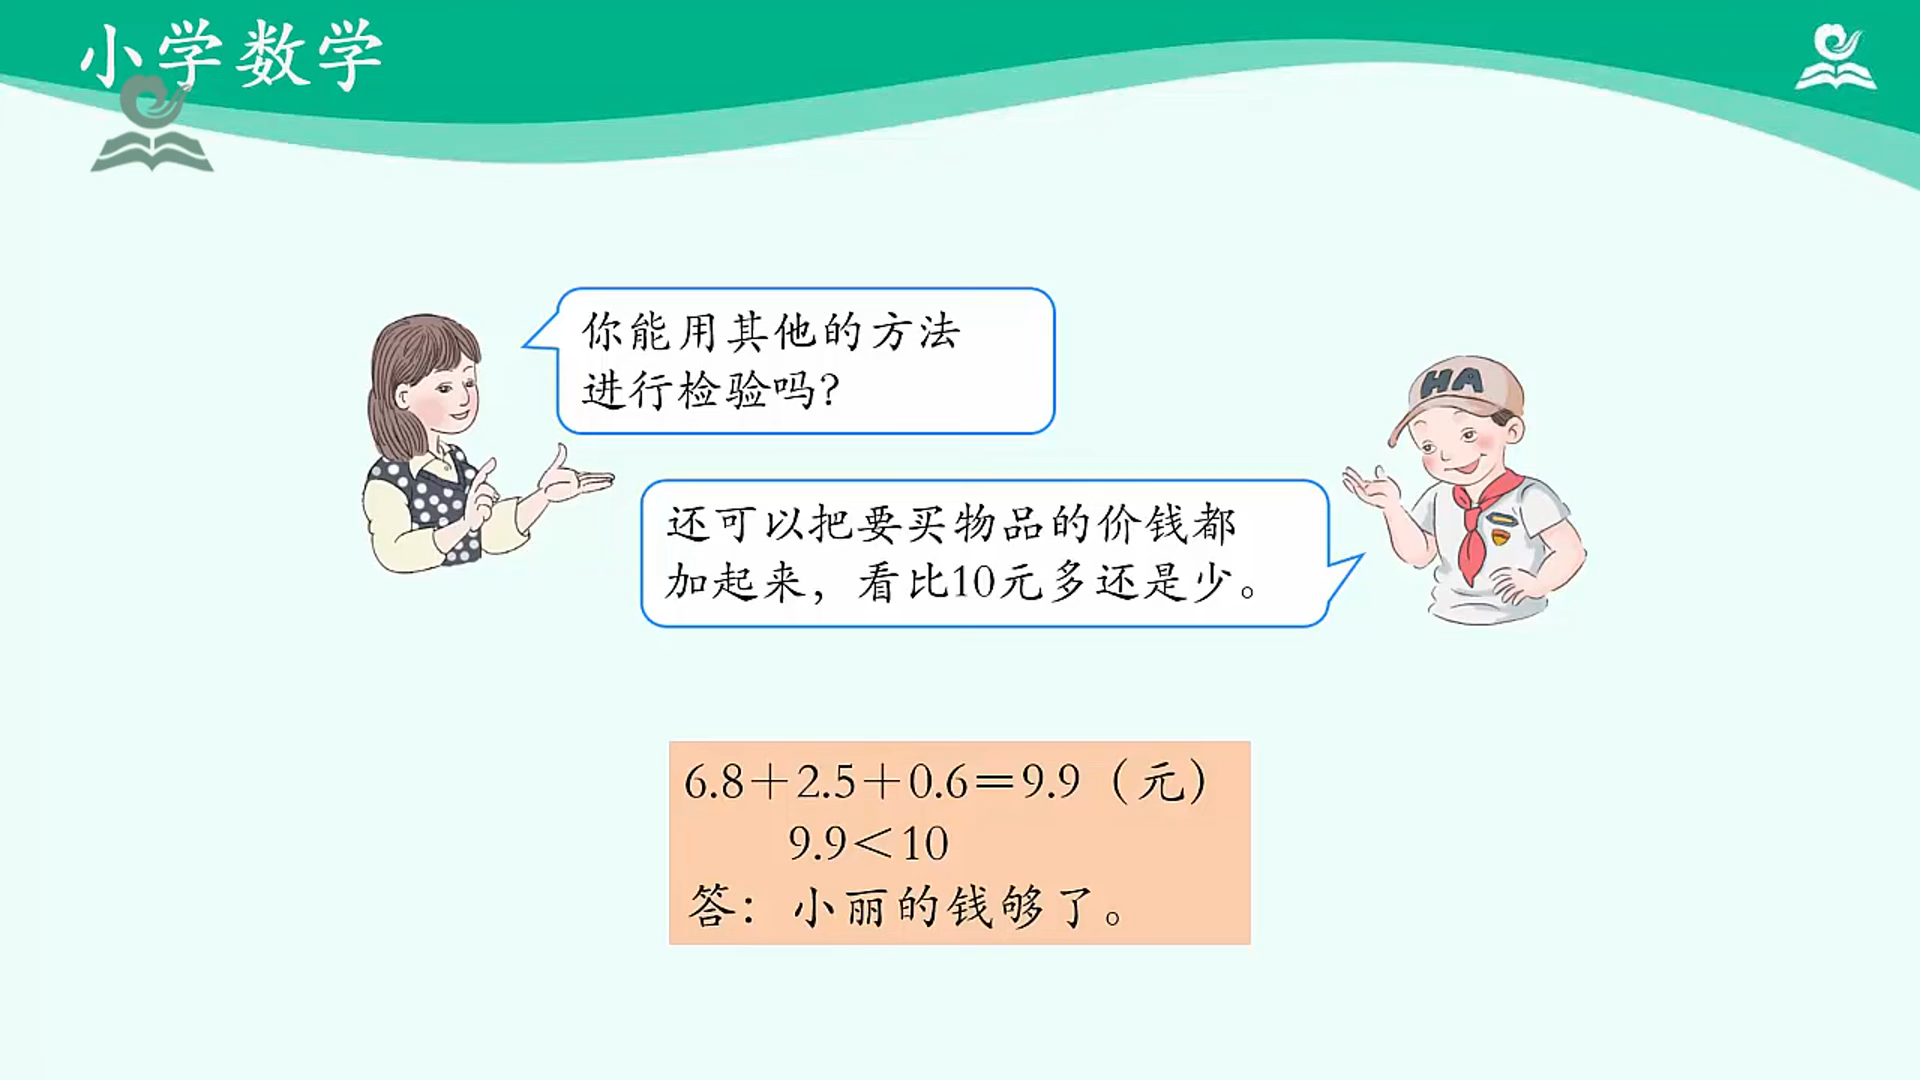 小学数学
你能用其他的方法
进行检验吗？
HA
还可以把要买物品的价钱都
加起来，看比10元多还是少。
6.8＋2.5＋0.6＝9.9（元）
9.9＜10
答：小丽的钱够了。